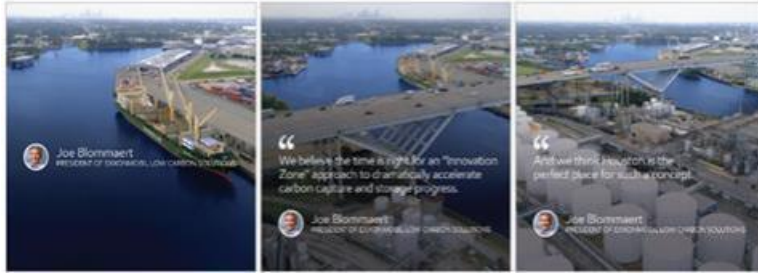 Joe Blommaert
PRESIDENT OF EXXONMOBIL LOW CARBON SOLUTIONS
“
We believe the time is right for an "Innovation
Zone" approach to dramatically accelerate
carbon capture and storage progress.
Joe Blommaert
PRESIDENT OF EXXONMOBIL LOW CARBON SOLUTIONS
“
And we think Houston is the
perfect place for such a concept.
Joe Blommaert
PRESIDENT OF EXXONMOBIL LOW CARBON SOLUTIONS